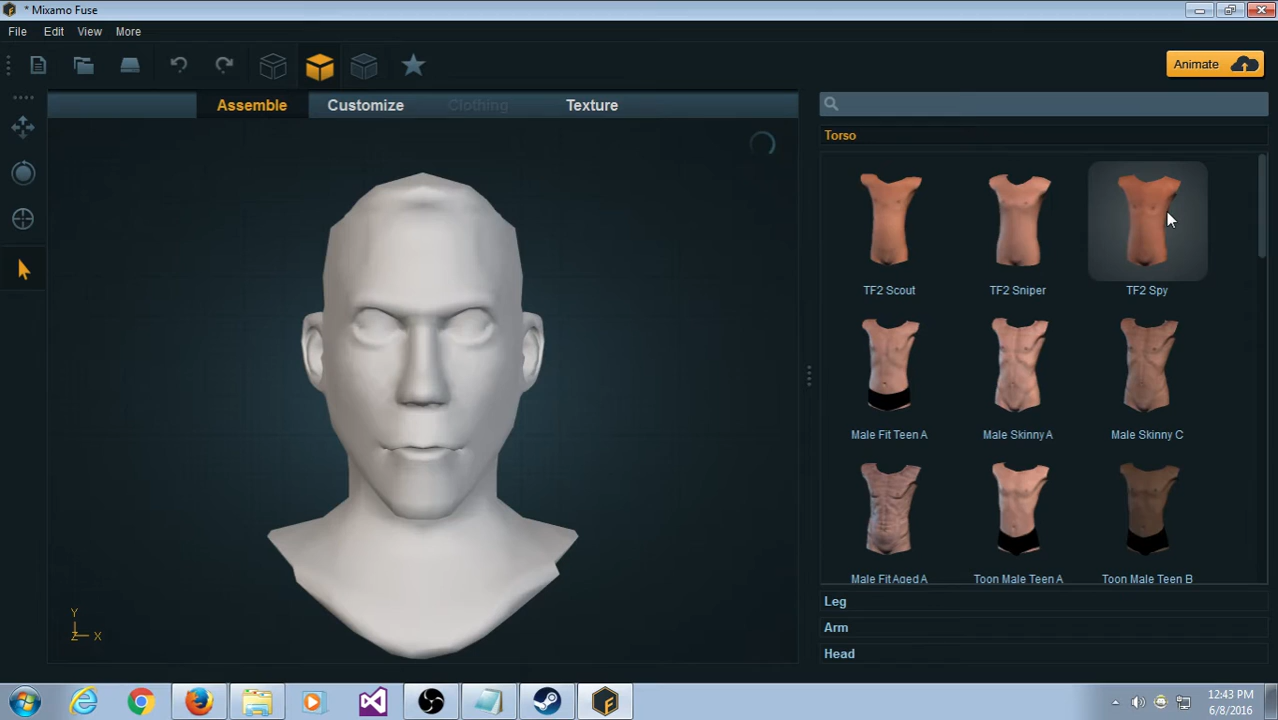 * Mixamo Fuse
File Edit View More
Animate
Assemble Customize Clothing Texture
Torso
TF2 Scout TF2 Sniper TF2 Spy
Male Fit Teen A Male Skinny A Male Skinny C
Male Fit Aged A Toon Male Teen A Toon Male Teen B
Leg
Arm
Head
Y
Z X
12:43 PM
6/8/2016